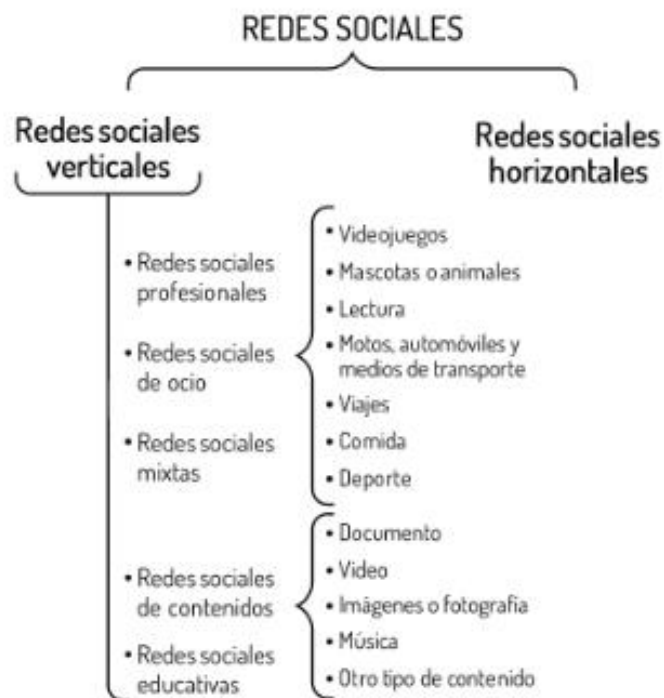 REDES SOCIALES
Redes sociales
verticales
Redes sociales
horizontales
• Redes sociales
profesionales
• Redes sociales
de ocio
• Videojuegos
• Mascotas o animales
• Lectura
• Motos, automóviles y
medios de transporte
• Viajes
• Comida
• Deporte
• Redes sociales
mixtas
• Redes sociales
de contenidos
• Documento
• Video
• Imágenes o fotografía
• Música
• Otro tipo de contenido
• Redes sociales
educativas